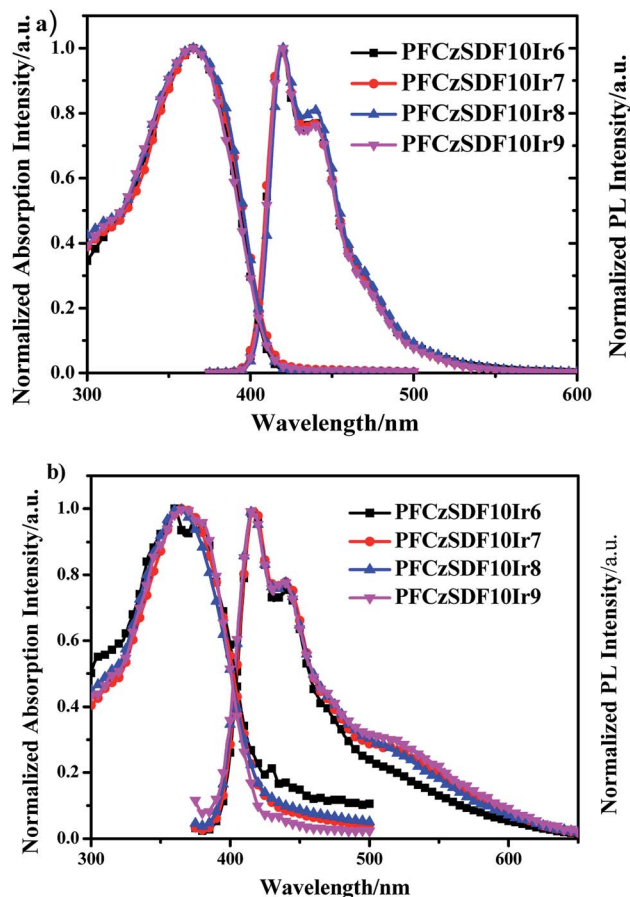 a)
Normalized Absorption Intensity/a.u.
1.0
0.8
0.6
0.4
0.2
0.0
PFCzSDF10Ir6
PFCzSDF10Ir7
PFCzSDF10Ir8
PFCzSDF10Ir9
Normalized PL Intensity/a.u.
300 400 500 600
Wavelength/nm
b)
Normalized Absorption Intensity/a.u.
1.0
0.8
0.6
0.4
0.2
0.0
PFCzSDF10Ir6
PFCzSDF10Ir7
PFCzSDF10Ir8
PFCzSDF10Ir9
Normalized PL Intensity/a.u.
300 400 500 600
Wavelength/nm